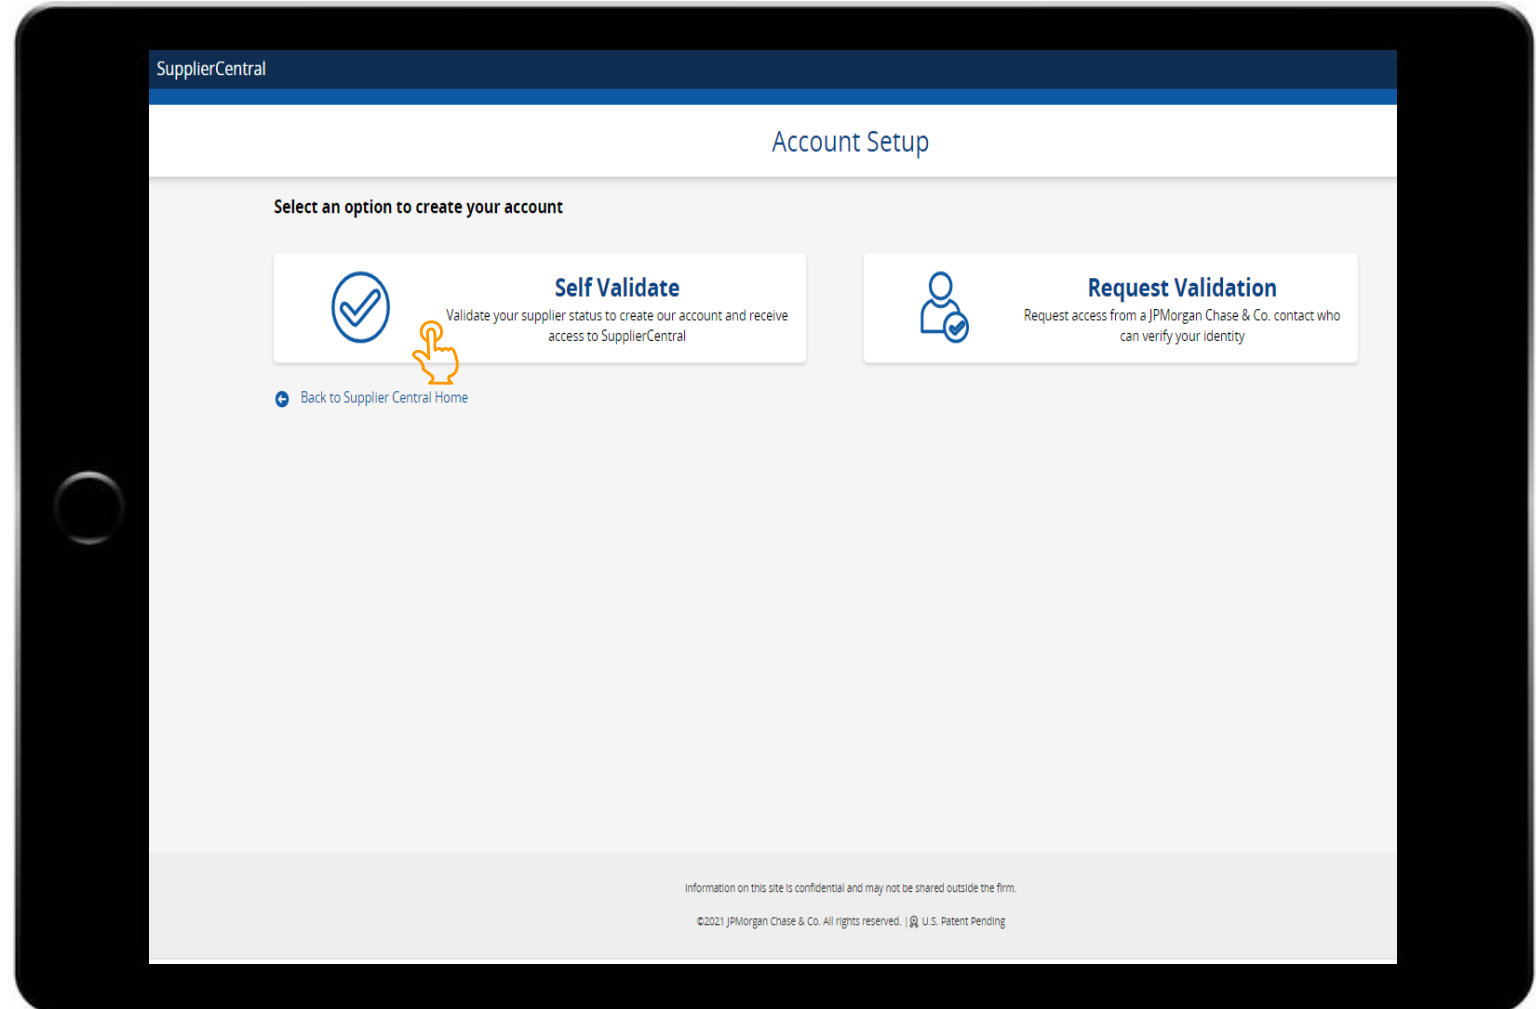 SupplierCentral
Account Setup
Select an option to create your account
Self Validate
Validate your supplier status to create our account and receive
access to SupplierCentral
Request Validation
Request access from a JPMorgan Chase & Co. contact who
can verify your identity
Back to Supplier Central Home
Information on this site is confidential and may not be shared outside the firm.
©2021 JPMorgan Chase & Co. All rights reserved. | U.S. Patent Pending